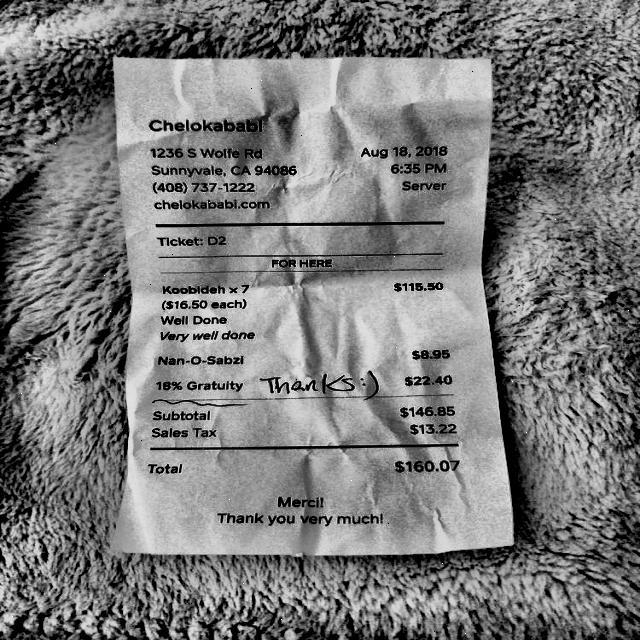 Chelokababi
1236 S Wolfe Rd Aug 18, 2018
Sunnyvale, CA 94086 6:35 PM
(408) 737-1222 Server
chelokababi.com
Ticket: D2
FOR HERE
Koobideh x 7 $115.50
($16.50 each)
Well Done
Very well done
Nan-O-Sabzi $8.95
18% Gratuity Thanks :) $22.40
Subtotal $146.85
Sales Tax $13.22
Total $160.07
Merci!
Thank you very much!